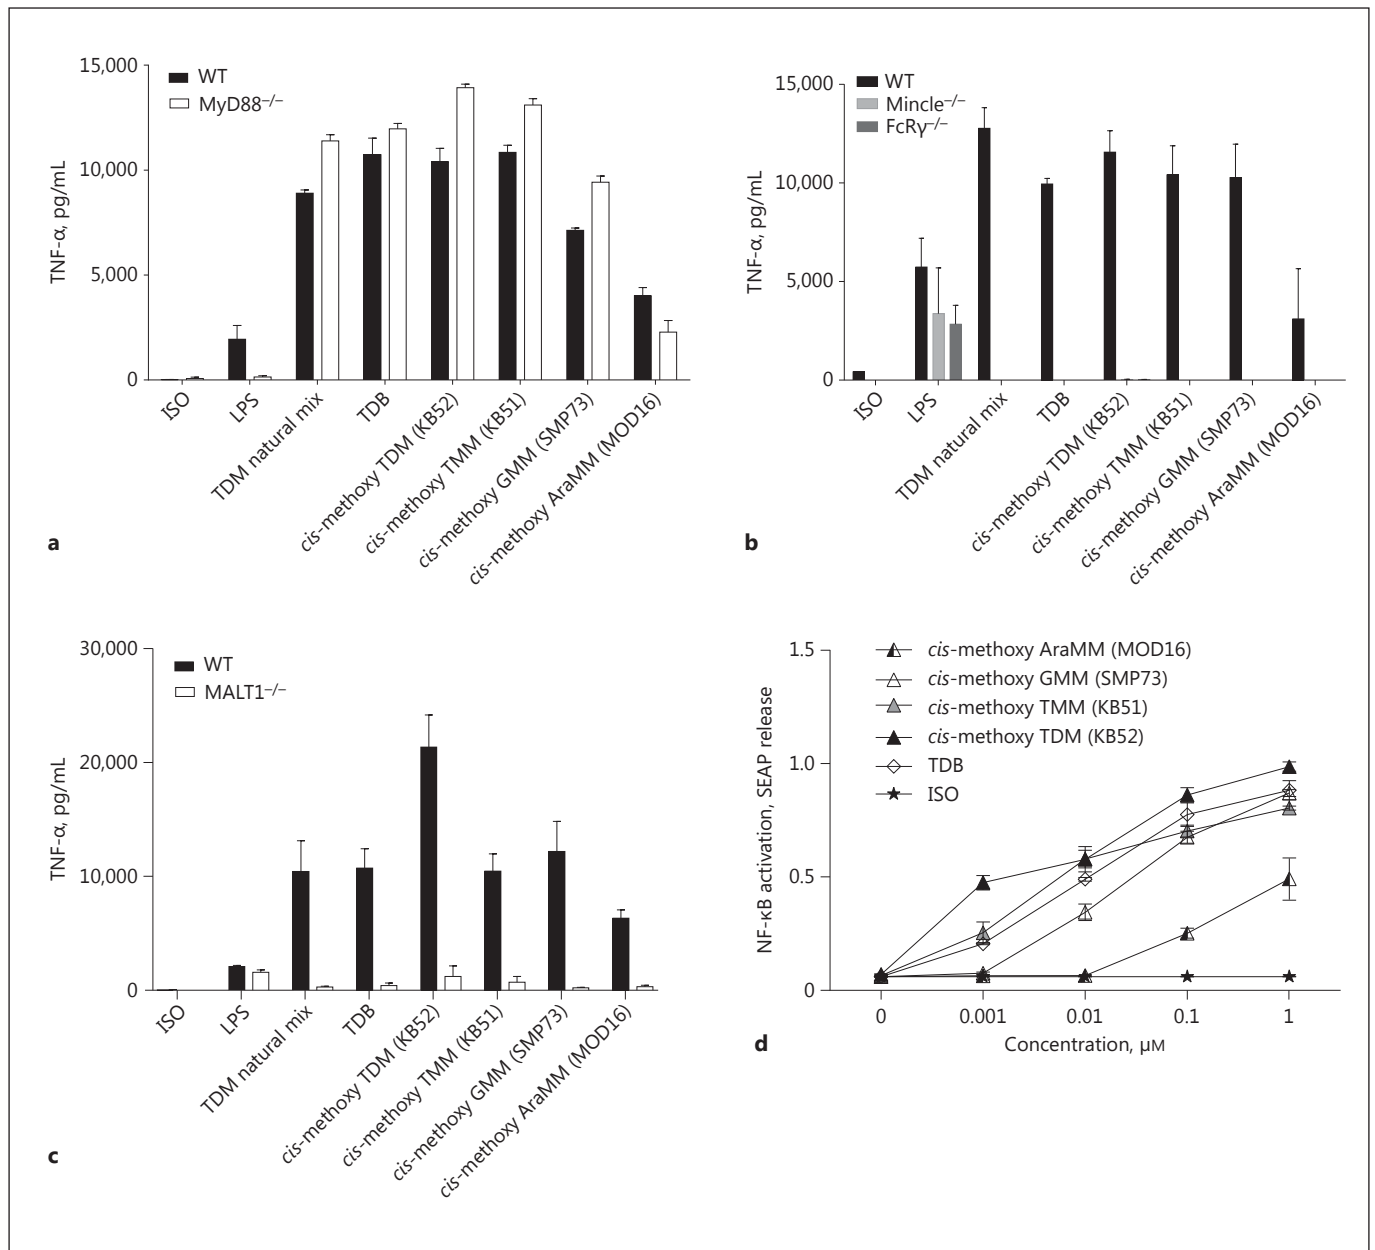 15,000
10,000
5,000
0
TNF-α, pg/mL
WT
MyD88–/–
ISO
LPS
TDM natural mix
TDB
cis-methoxy TDM (KB52)
cis-methoxy TMM (KB51)
cis-methoxy GMM (SMP73)
cis-methoxy AraMM (MOD16)
a
15,000
10,000
5,000
0
TNF-α, pg/mL
WT
Mincle–/–
FcRγ–/–
ISO
LPS
TDM natural mix
TDB
cis-methoxy TDM (KB52)
cis-methoxy TMM (KB51)
cis-methoxy GMM (SMP73)
cis-methoxy AraMM (MOD16)
b
30,000
20,000
10,000
0
TNF-α, pg/mL
WT
MALT1–/–
ISO
LPS
TDM natural mix
TDB
cis-methoxy TDM (KB52)
cis-methoxy TMM (KB51)
cis-methoxy GMM (SMP73)
cis-methoxy AraMM (MOD16)
c
1.5
1.0
0.5
0
NF-κB activation, SEAP release
cis-methoxy AraMM (MOD16)
cis-methoxy GMM (SMP73)
cis-methoxy TMM (KB51)
cis-methoxy TDM (KB52)
TDB
ISO
0
0.001
0.01
0.1
1
Concentration, μM
d